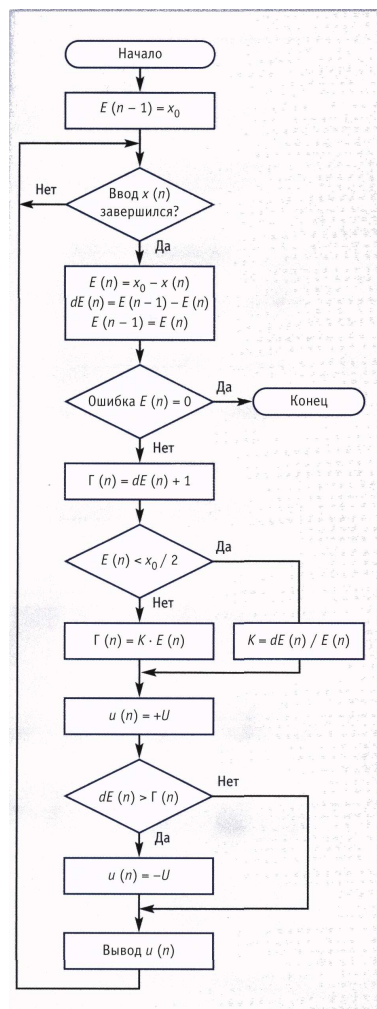 Начало
E (n − 1) = x₀
Нет
Ввод x (n)
завершился?
Да
E (n) = x₀ − x (n)
dE (n) = E (n − 1) − E (n)
E (n − 1) = E (n)
Ошибка E (n) = 0
Да
Конец
Нет
Г (n) = dE (n) + 1
E (n) < x₀ / 2
Да
Нет
Г (n) = K · E (n)
K = dE (n) / E (n)
u (n) = +U
dE (n) > Г (n)
Нет
Да
u (n) = −U
Вывод u (n)